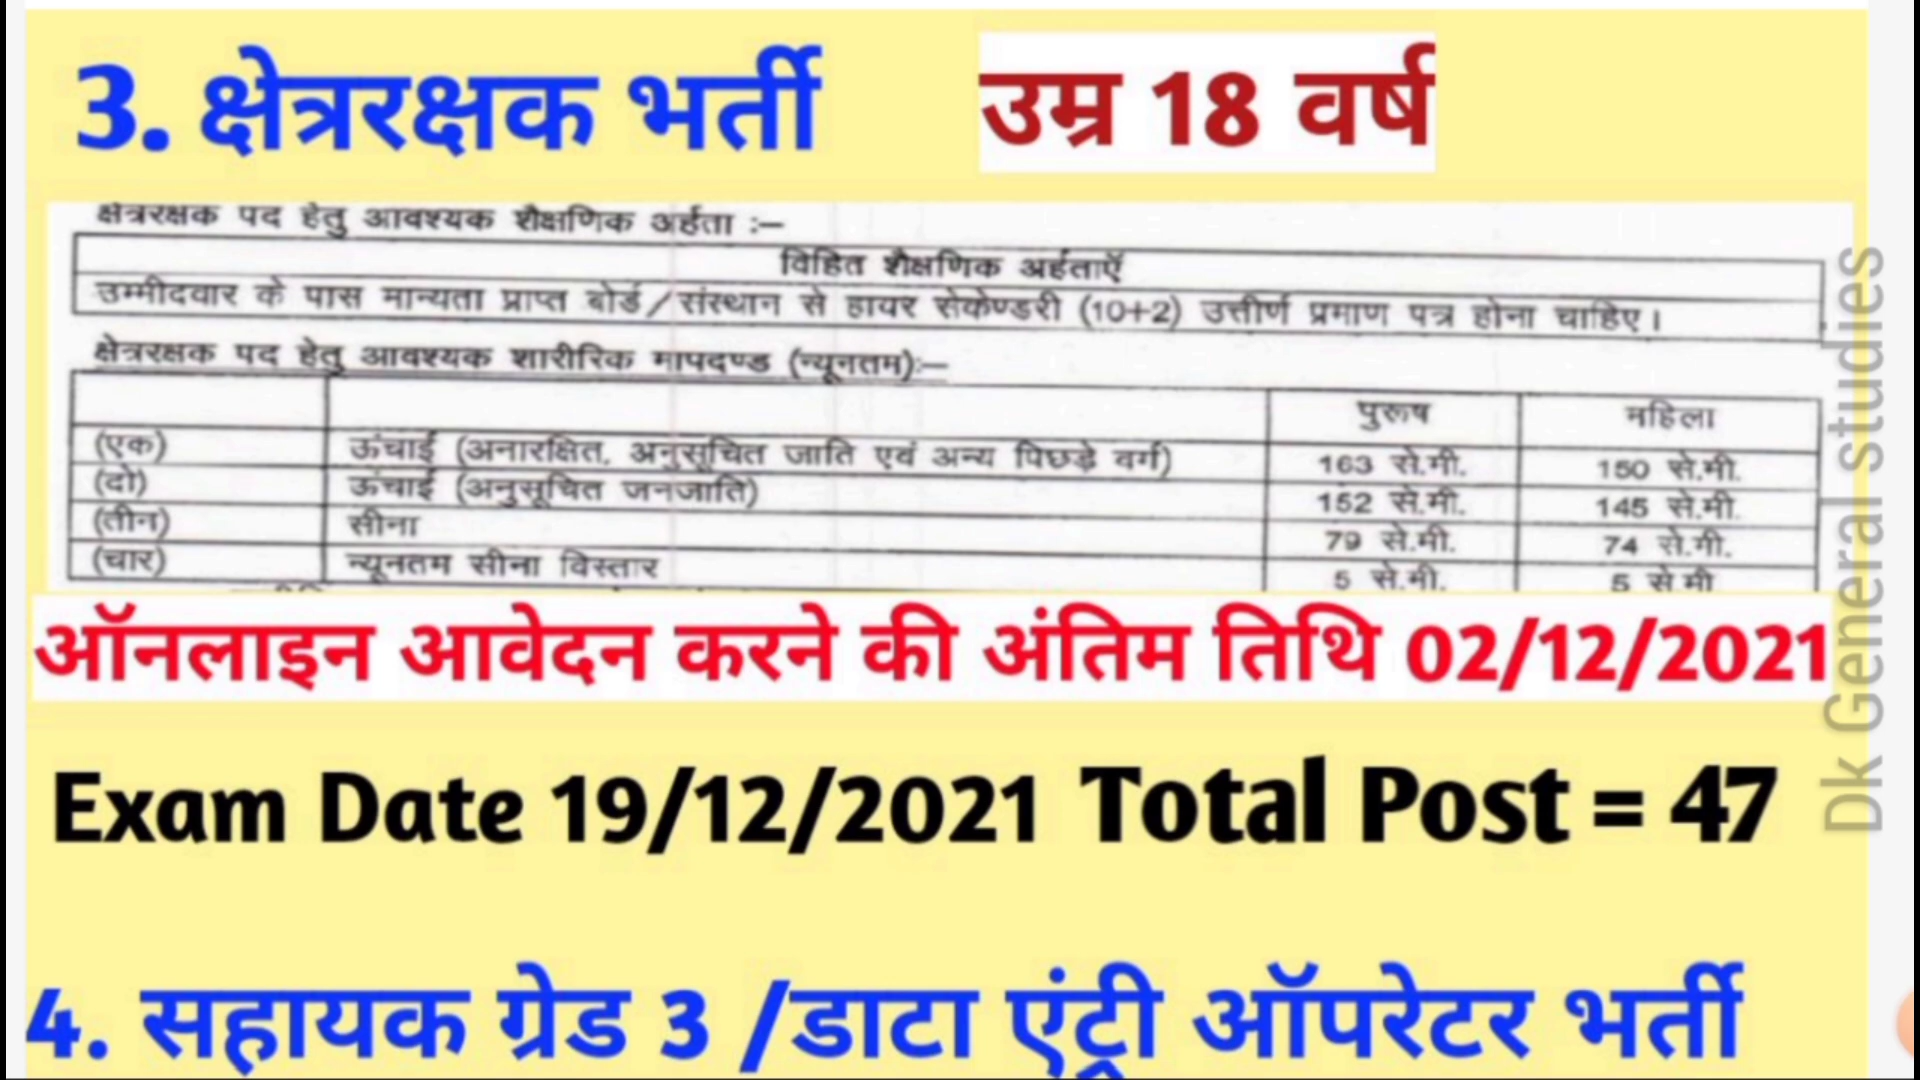 3. क्षेत्ररक्षक भर्ती उम्र 18 वर्ष
क्षेत्ररक्षक पद हेतु आवश्यक शैक्षणिक अर्हता :–
विहित शैक्षणिक अर्हताऍ
उम्मीदवार के पास मान्यता प्राप्त बोर्ड/संस्थान से हायर सेकेण्डरी (10+2) उत्तीर्ण प्रमाण पत्र होना चाहिए।
क्षेत्ररक्षक पद हेतु आवश्यक शारीरिक मापदण्ड (न्यूनतम):–
पुरूष महिला
(एक) ऊंचाई (अनारक्षित, अनुसूचित जाति एवं अन्य पिछड़े वर्ग) 163 से.मी. 150 से.मी.
(दो) ऊंचाई (अनुसूचित जनजाति) 152 से.मी. 145 से.मी.
(तीन) सीना 79 से.मी. 74 से.मी.
(चार) न्यूनतम सीना विस्तार 5 से.मी. 5 से मी
ऑनलाइन आवेदन करने की अंतिम तिथि 02/12/2021
Exam Date 19/12/2021 Total Post = 47
4. सहायक ग्रेड 3 /डाटा एंट्री ऑपरेटर भर्ती
Dk General studies